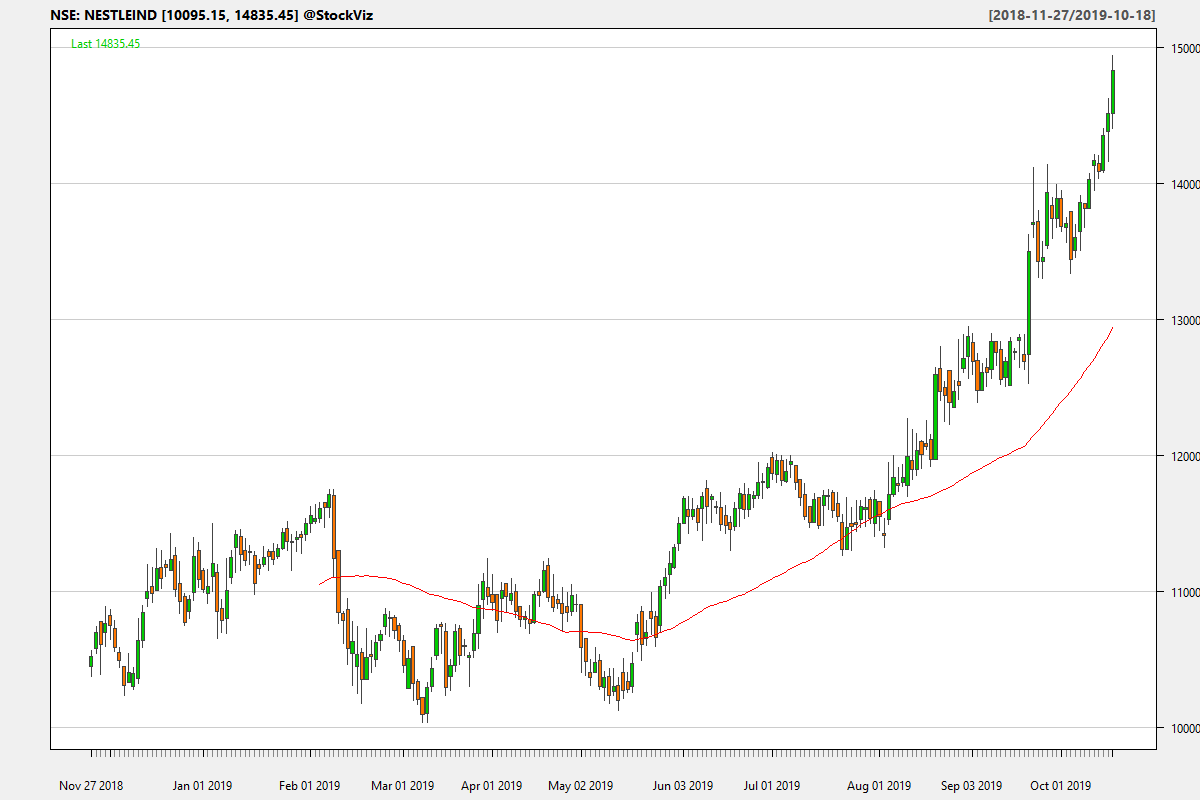 NSE: NESTLEIND [10095.15, 14835.45] @StockViz [2018-11-27/2019-10-18]
Last 14835.45
15000
14000
13000
12000
11000
10000
Nov 27 2018 Jan 01 2019 Feb 01 2019 Mar 01 2019 Apr 01 2019 May 02 2019 Jun 03 2019 Jul 01 2019 Aug 01 2019 Sep 03 2019 Oct 01 2019